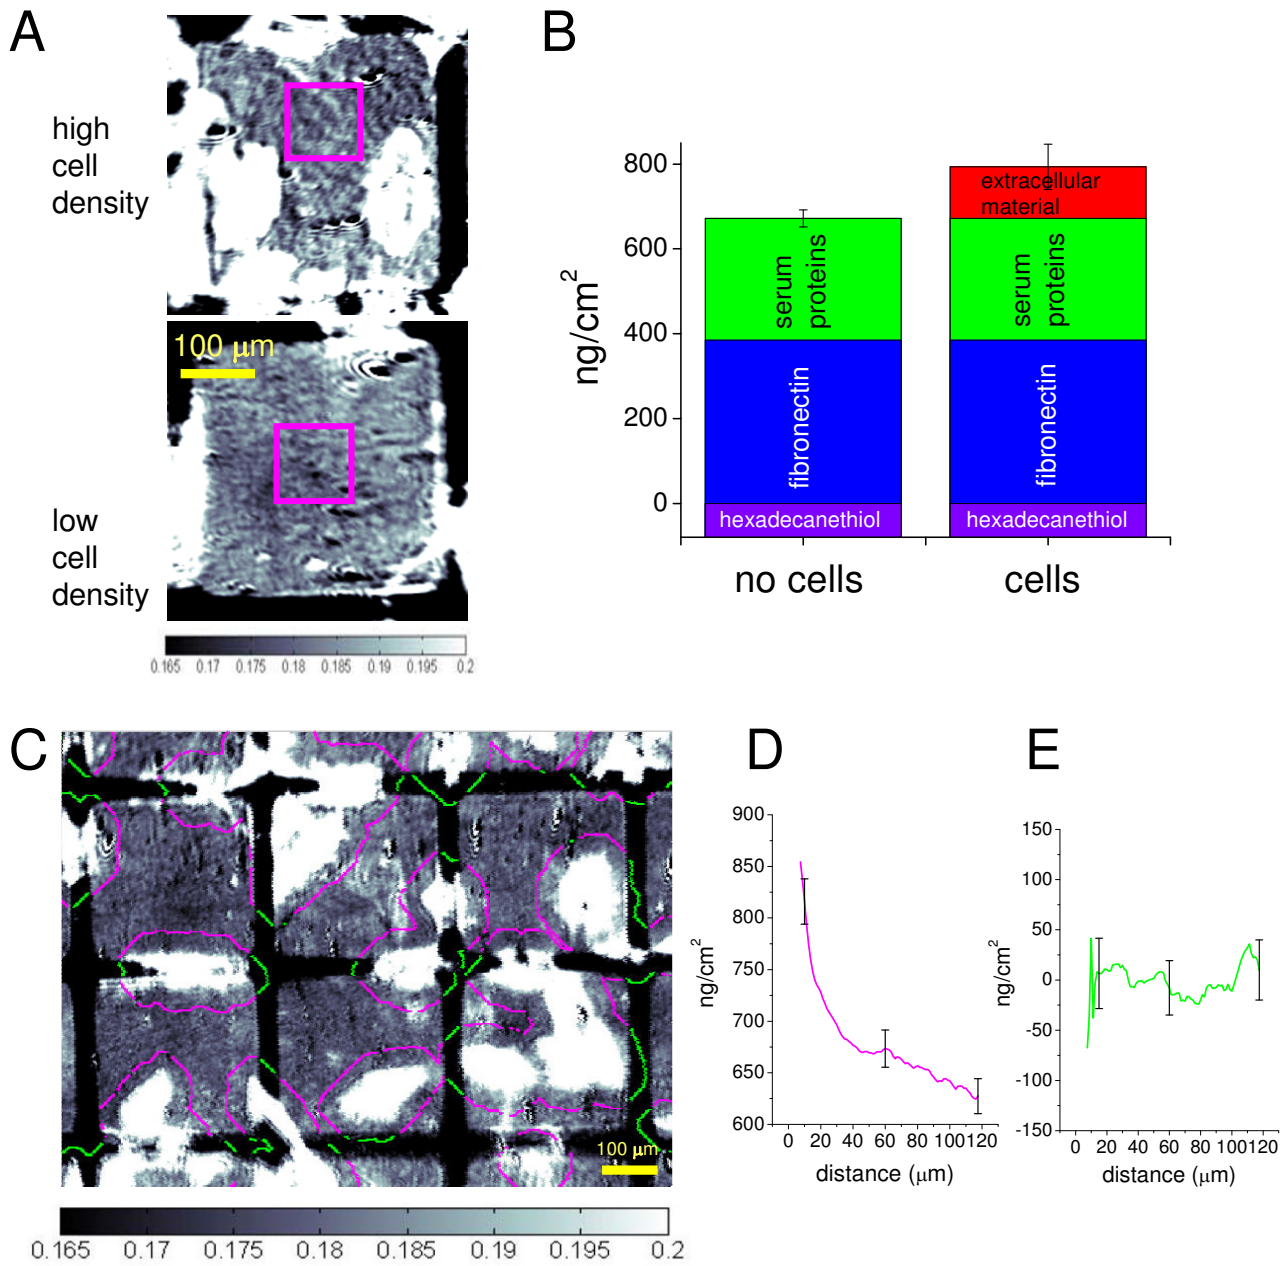 A
high
cell
density
100 μm
low
cell
density
0.165 0.17 0.175 0.18 0.185 0.19 0.195 0.2
B
ng/cm²
800
600
400
200
0
serum
proteins
fibronectin
hexadecanethiol
extracellular
material
serum
proteins
fibronectin
hexadecanethiol
no cells
cells
C
100 μm
0.165 0.17 0.175 0.18 0.185 0.19 0.195 0.2
D
ng/cm²
900
850
800
750
700
650
600
0 20 40 60 80 100 120
distance (μm)
E
ng/cm²
150
100
50
0
-50
-100
-150
0 20 40 60 80 100 120
distance (μm)